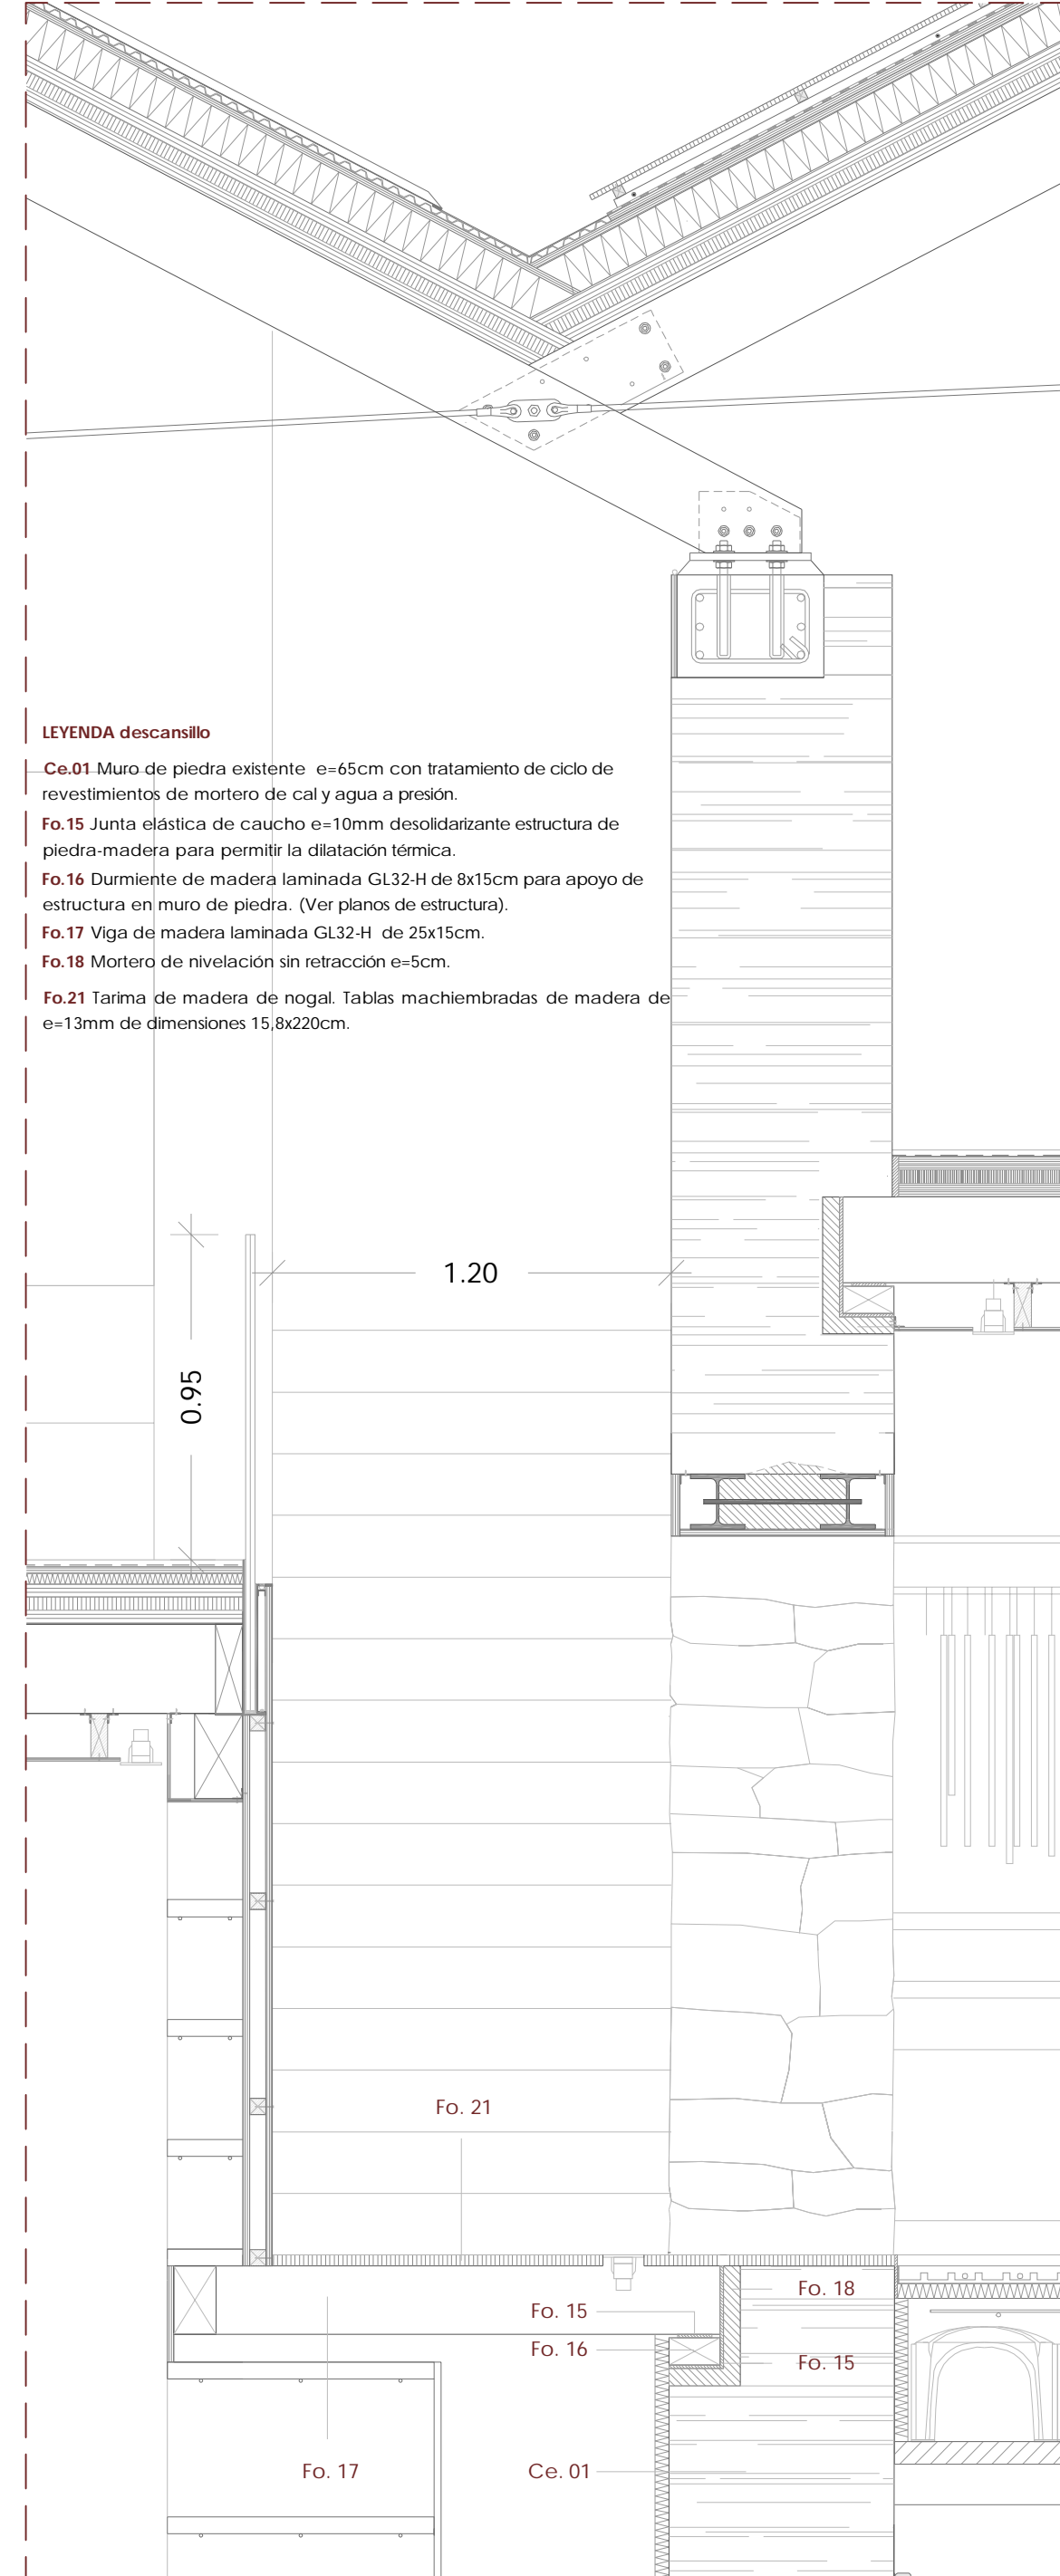 LEYENDA descansillo
Ce.01 Muro de piedra existente e=65cm con tratamiento de ciclo de
revestimientos de mortero de cal y agua a presión.
Fo.15 Junta elástica de caucho e=10mm desolidarizante estructura de
piedra-madera para permitir la dilatación térmica.
Fo.16 Durmiente de madera laminada GL32-H de 8x15cm para apoyo de
estructura en muro de piedra. (Ver planos de estructura).
Fo.17 Viga de madera laminada GL32-H de 25x15cm.
Fo.18 Mortero de nivelación sin retracción e=5cm.
Fo.21 Tarima de madera de nogal. Tablas machiembradas de madera de
e=13mm de dimensiones 15,8x220cm.
1.20
0.95
Fo. 21
Fo. 18
Fo. 15
Fo. 16
Fo. 15
Fo. 17
Ce. 01